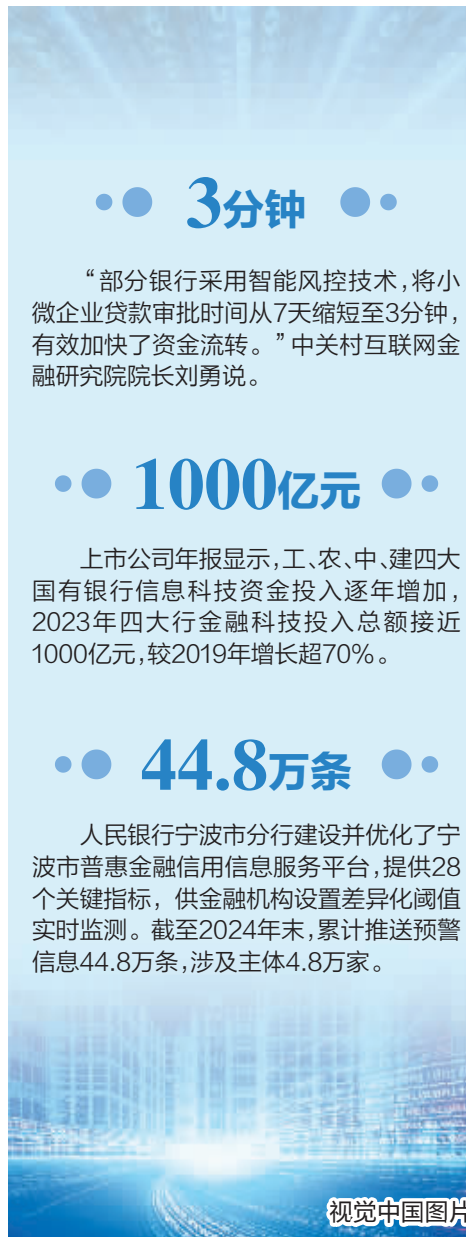 3分钟
“部分银行采用智能风控技术,将小
微企业贷款审批时间从7天缩短至3分钟,
有效加快了资金流转。”中关村互联网金
融研究院院长刘勇说。
1000亿元
上市公司年报显示,工、农、中、建四大
国有银行信息科技资金投入逐年增加,
2023年四大行金融科技投入总额接近
1000亿元,较2019年增长超70%。
44.8万条
人民银行宁波市分行建设并优化了宁
波市普惠金融信用信息服务平台,提供28
个关键指标，供金融机构设置差异化阈值
实时监测。截至2024年末,累计推送预警
信息44.8万条,涉及主体4.8万家。
视觉中国图片